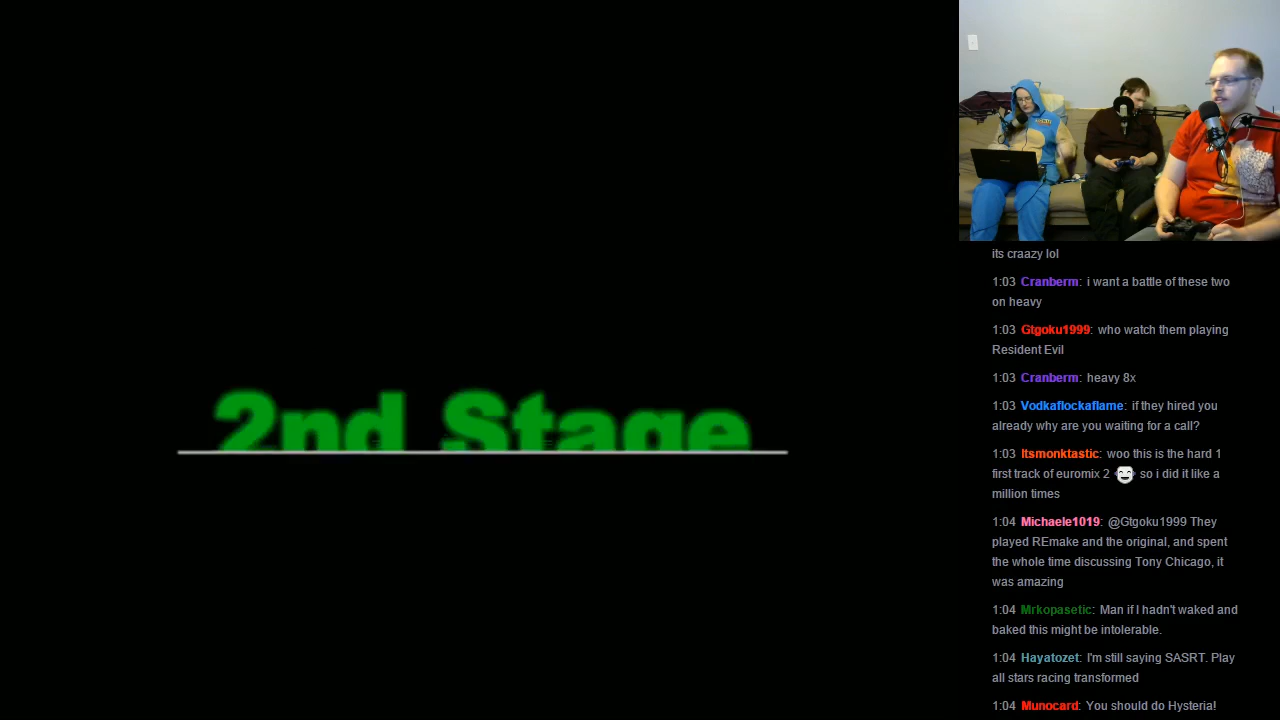 2nd Stage
its craazy lol
1:03 Cranberm: i want a battle of these two
on heavy
1:03 Gtgoku1999: who watch them playing
Resident Evil
1:03 Cranberm: heavy 8x
1:03 Vodkaflockaflame: if they hired you
already why are you waiting for a call?
1:03 Itsmonktastic: woo this is the hard 1
first track of euromix 2 so i did it like a
million times
1:04 Michaele1019: @Gtgoku1999 They
played REmake and the original, and spent
the whole time discussing Tony Chicago, it
was amazing
1:04 Mrkopasetic: Man if I hadn't waked and
baked this might be intolerable.
1:04 Hayatozet: I'm still saying SASRT. Play
all stars racing transformed
1:04 Munocard: You should do Hysteria!